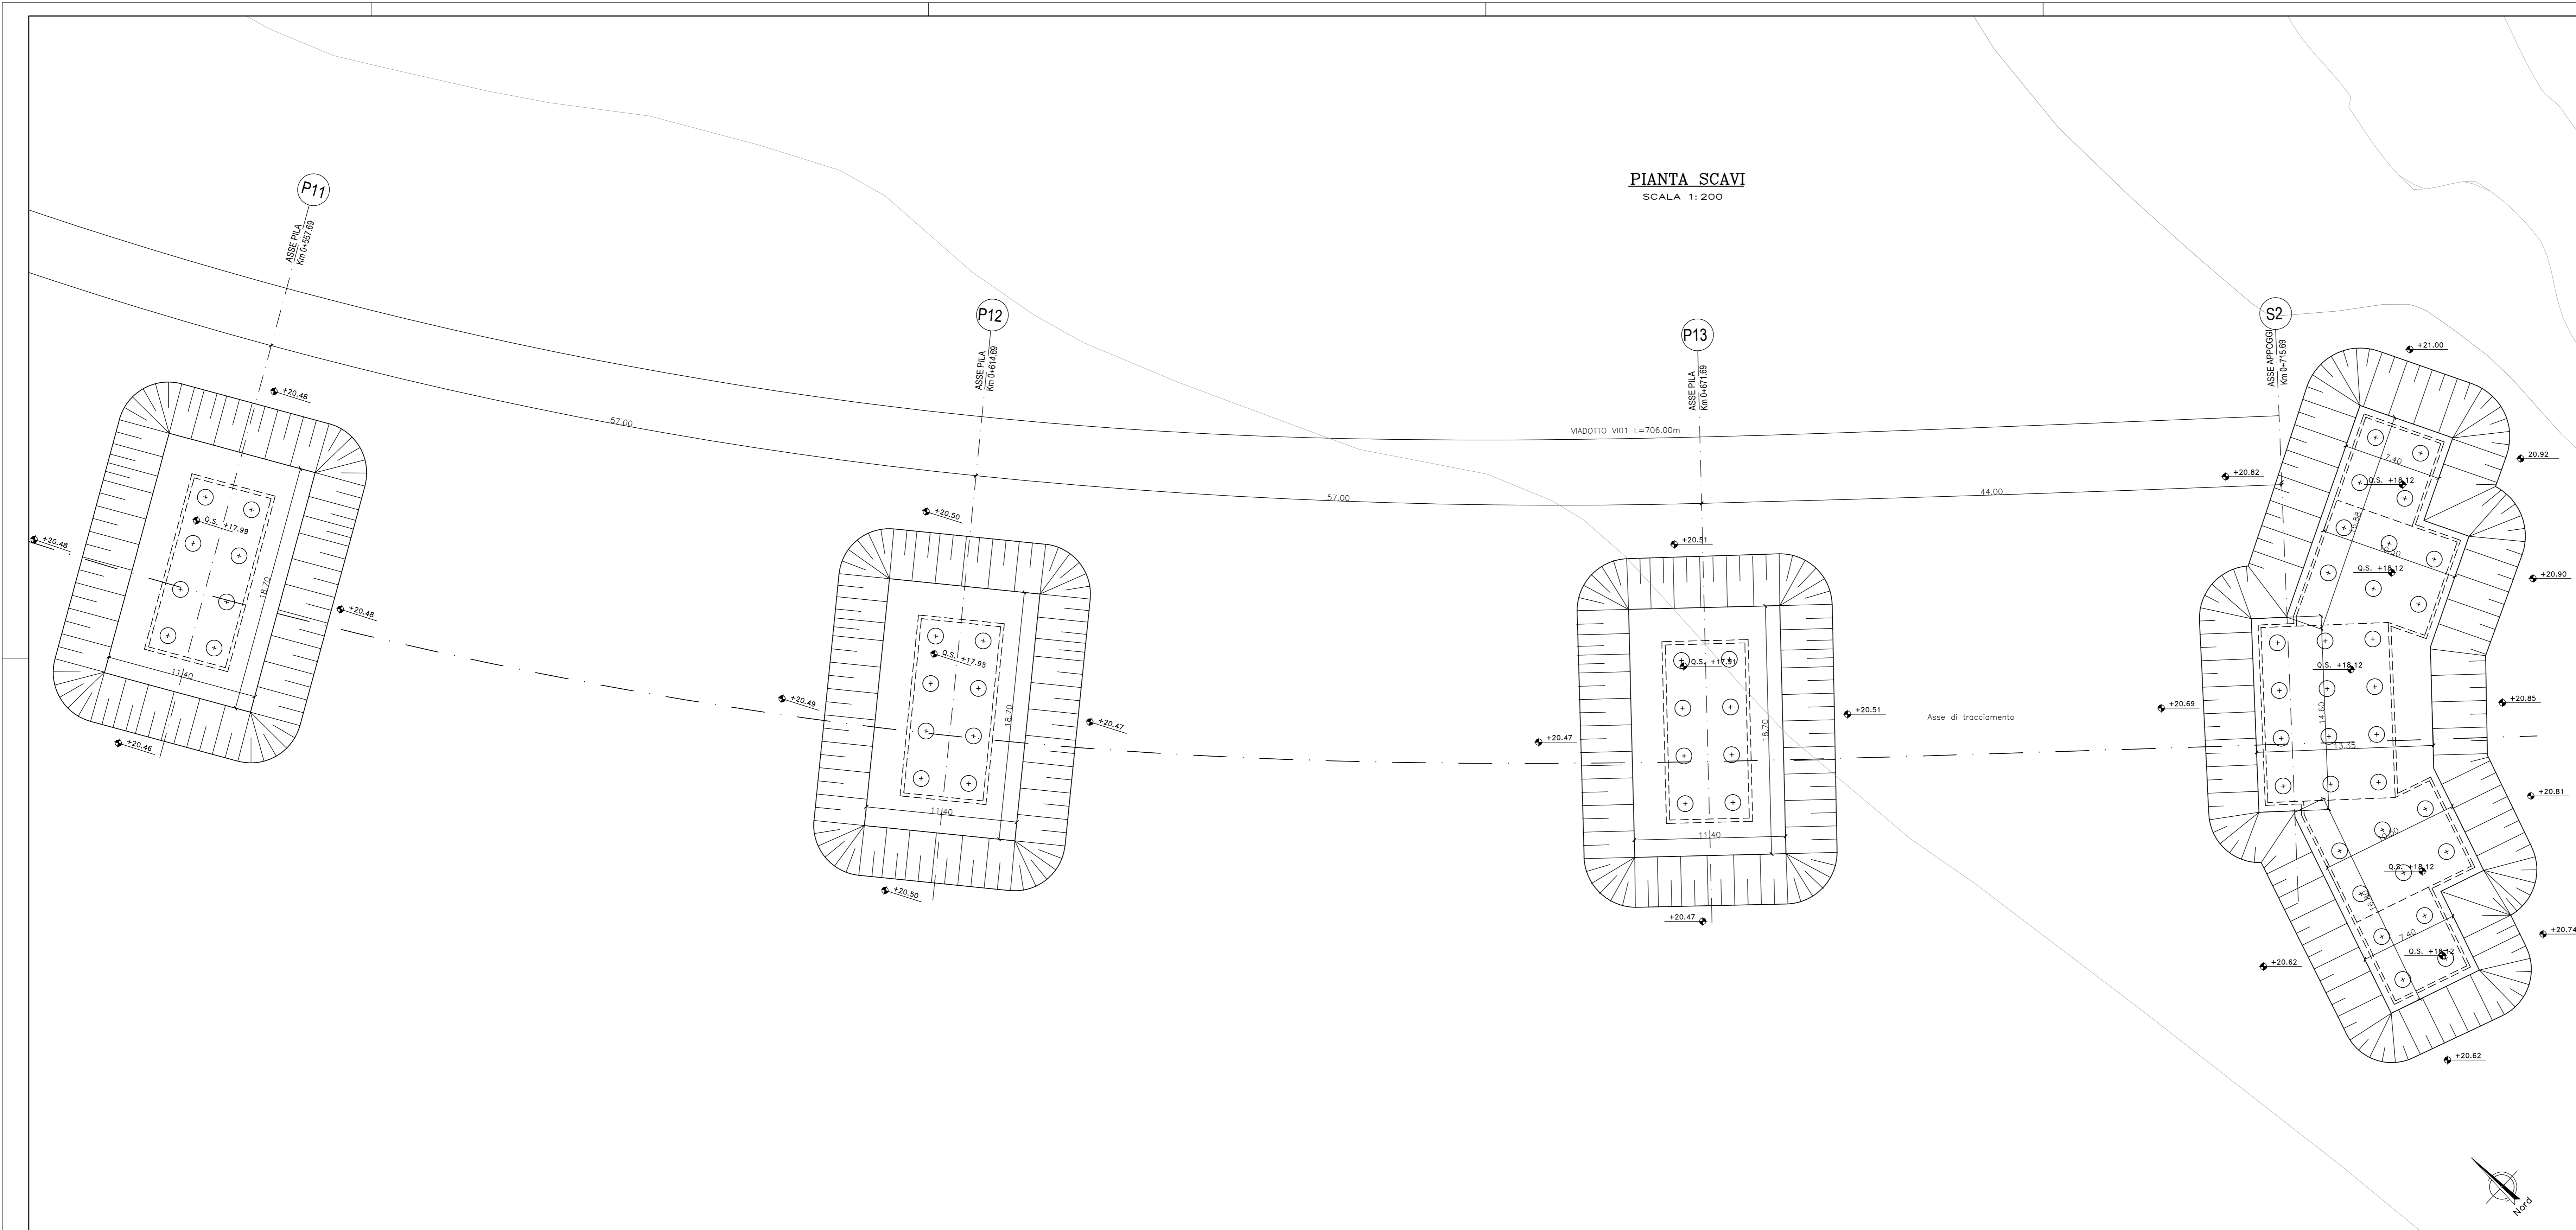 PIANTA SCAVI
SCALA 1:200
P11
ASSE PILA
Km 0+557.69
+20.48
Q.S. +17.99
+20.48
+20.48
18.70
11.40
+20.46
57.00
P12
ASSE PILA
Km 0+614.69
+20.50
Q.S. +17.95
+20.49
+20.47
18.70
11.40
+20.50
57.00
P13
ASSE PILA
Km 0+671.69
VIADOTTO VI01 L=706.00m
+20.51
Q.S. +17.91
+20.47
+20.51
18.70
11.40
+20.47
44.00
Asse di tracciamento
S2
ASSE APPOGGI
Km 0+715.69
+21.00
20.92
+20.82
7.40
Q.S. +18.12
16.88
10.50
Q.S. +18.12
+20.90
Q.S. +18.12
+20.69
+20.85
14.60
13.35
+20.81
10.50
Q.S. +18.12
7.40
Q.S. +18.12
+20.74
+20.62
+20.62
Nord